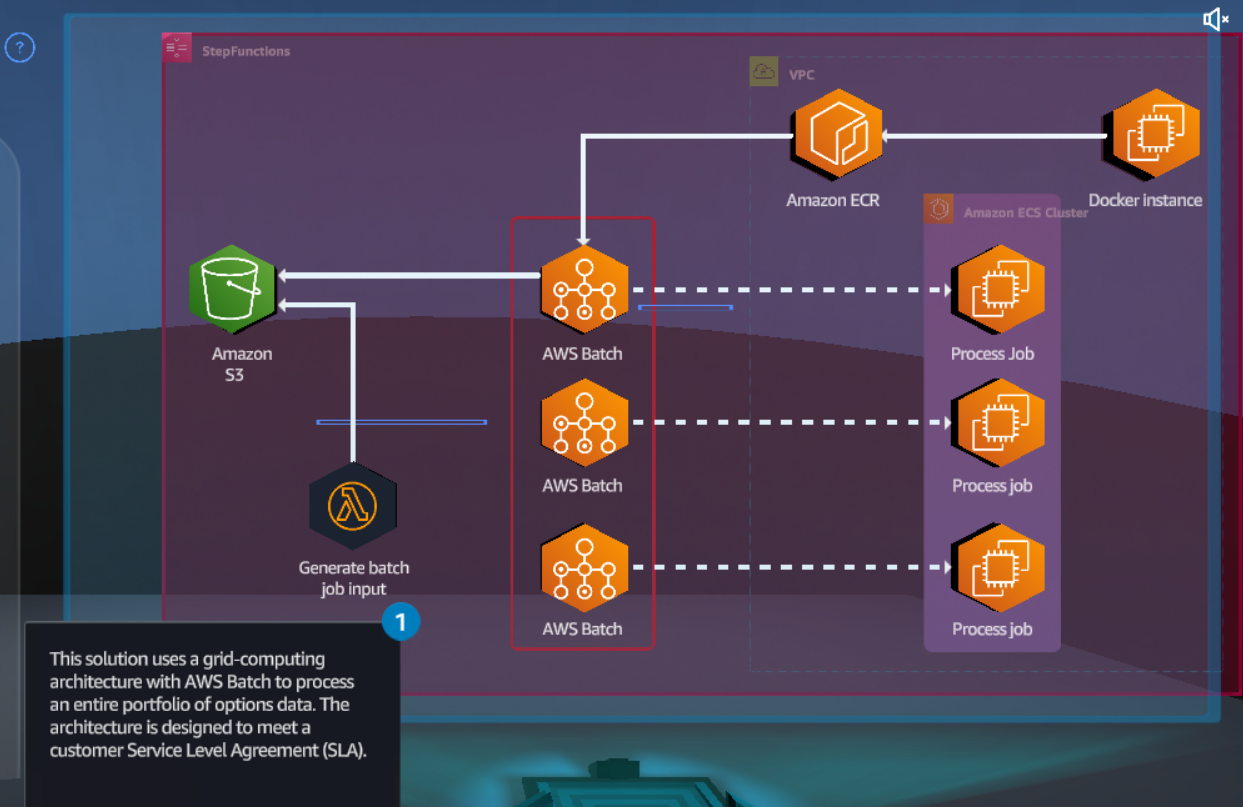 ?
StepFunctions
VPC
Amazon ECR
Docker instance
Amazon ECS Cluster
Amazon
S3
AWS Batch
Process Job
AWS Batch
Process job
Generate batch
job input
AWS Batch
Process job
1
This solution uses a grid-computing
architecture with AWS Batch to process
an entire portfolio of options data. The
architecture is designed to meet a
customer Service Level Agreement (SLA).